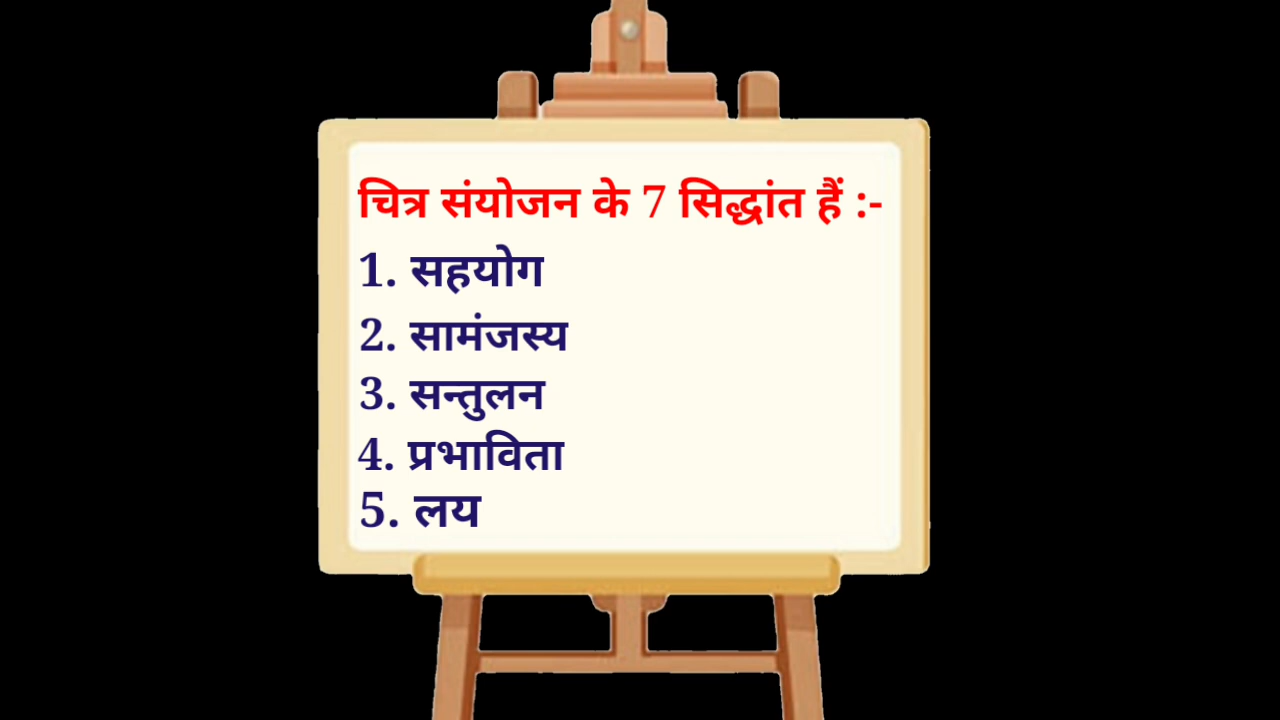 चित्र संयोजन के 7 सिद्धांत हैं :-
1. सहयोग
2. सामंजस्य
3. सन्तुलन
4. प्रभाविता
5. लय